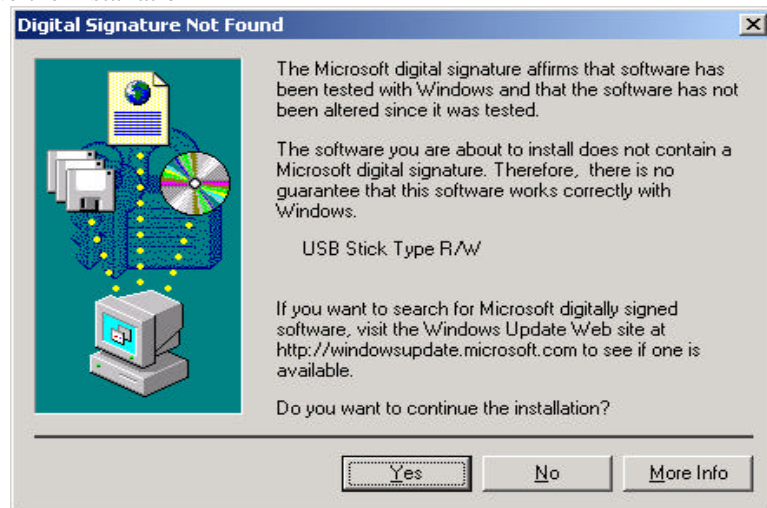 Digital Signature Not Found
The Microsoft digital signature affirms that software has
been tested with Windows and that the software has not
been altered since it was tested.
The software you are about to install does not contain a
Microsoft digital signature. Therefore, there is no
guarantee that this software works correctly with
Windows.
USB Stick Type R/W
If you want to search for Microsoft digitally signed
software, visit the Windows Update Web site at
http://windowsupdate.microsoft.com to see if one is
available.
Do you want to continue the installation?
Yes No More Info